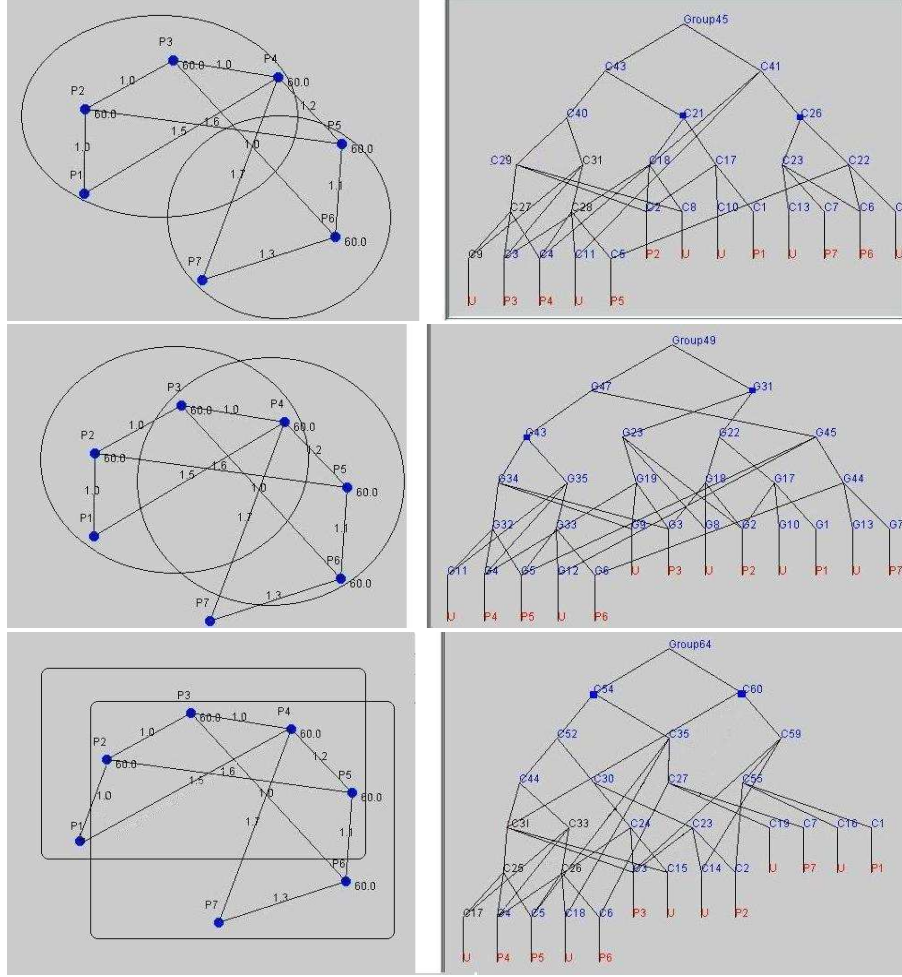 P3 P4
60.0 1.0 60.0
1.0 1.2
P2
60.0 1.5 1.6 1.0 P5
60.0
1.0 1.7 1.1
P1 P6
60.0
P7 1.3
Group45
C43 C41
C40 C21 C26
C29 C31 C18 C17 C23 C22
C27 C28 C2 C8 C10 C1 C13 C7 C6
C9 C3 C4 C11 C5 P2 U U P1 U P7 P6 U
U P3 P4 U P5
P3 P4
60.0 1.0 60.0
1.0 1.2
P2
60.0 1.5 1.6 1.0 P5
60.0
1.0 1.7 1.1
P1 P6
60.0
P7 1.3
Group49
G47 G31
G43 G23 G22 G45
G34 G35 G19 G18 G17 G44
G32 G33 G9 G3 G8 G2 G10 G1 G13 G7
G11 G4 G5 G12 G6 U P3 U P2 U P1 U P7
U P4 P5 U P6
P3 P4
60.0 1.0 60.0
1.0 1.2
P2
60.0 1.5 1.6 1.0 P5
60.0
1.0 1.1
P1 P6
60.0
P7 1.3
Group64
C54 C60
C52 C35 C59
C44 C30 C27 C55
C31 C33 C24 C23 C19 C7 C16 C1
C25 C26 C3 C15 C14 C2 U P7 U P1
C17 C4 C5 C18 C6 P3 U U P2
U P4 P5 U P6